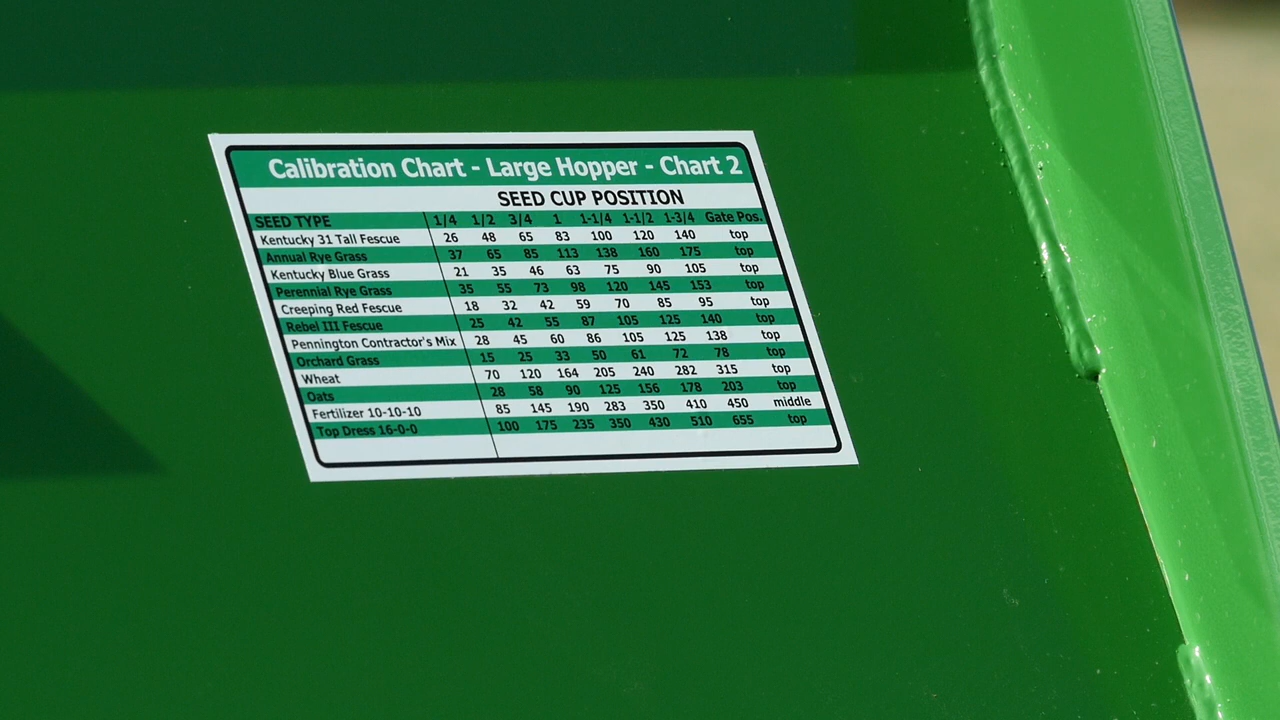 Calibration Chart - Large Hopper - Chart 2
SEED CUP POSITION
SEED TYPE 1/4 1/2 3/4 1 1-1/4 1-1/2 1-3/4 Gate Pos.
Kentucky 31 Tall Fescue 26 48 65 83 100 120 140 top
Annual Rye Grass 37 65 85 113 138 160 175 top
Kentucky Blue Grass 21 35 46 63 75 90 105 top
Perennial Rye Grass 35 55 73 98 120 145 153 top
Creeping Red Fescue 18 32 42 59 70 85 95 top
Rebel III Fescue 25 42 55 87 105 125 140 top
Pennington Contractor's Mix 28 45 60 86 105 125 138 top
Orchard Grass 15 25 33 50 61 72 78 top
Wheat 70 120 164 205 240 282 315 top
Oats 28 58 90 125 156 178 203 top
Fertilizer 10-10-10 85 145 190 283 350 410 450 middle
Top Dress 16-0-0 100 175 235 350 430 510 655 top